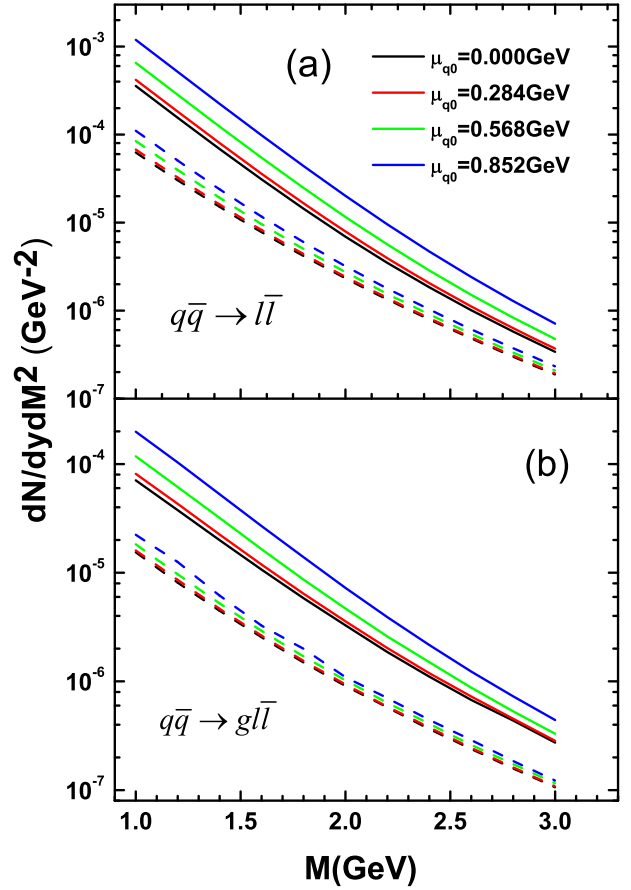 dN/dydM² (GeV⁻²)
10⁻³
10⁻⁴
10⁻⁵
10⁻⁶
10⁻⁷
(a)
μq0=0.000GeV
μq0=0.284GeV
μq0=0.568GeV
μq0=0.852GeV
qq̅ → ll̅
10⁻⁴
10⁻⁵
10⁻⁶
10⁻⁷
(b)
qq̅ → gll̅
1.0 1.5 2.0 2.5 3.0
M(GeV)